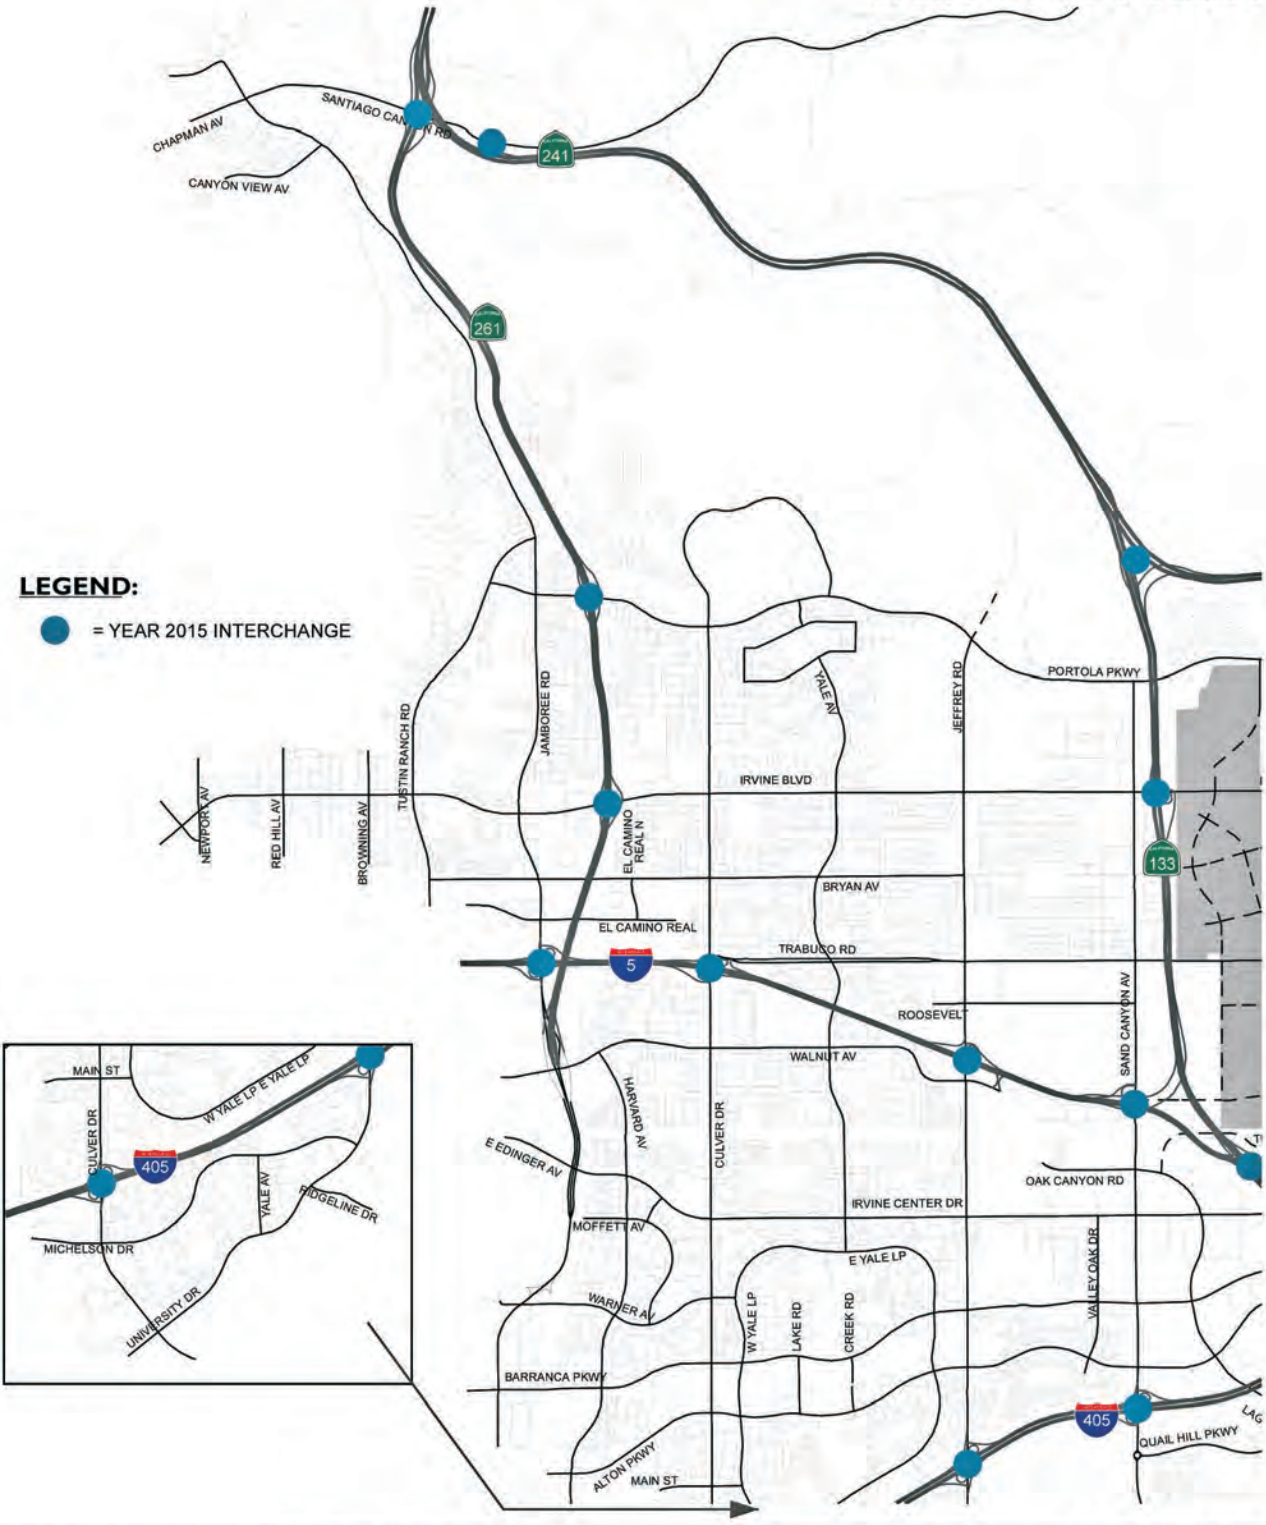 SANTIAGO CANYON RD
CHAPMAN AV
CALIFORNIA
241
CANYON VIEW AV
CALIFORNIA
261
LEGEND:
= YEAR 2015 INTERCHANGE
PORTOLA PKWY
JEFFREY RD
YALE AV
JAMBOREE RD
TUSTIN RANCH RD
IRVINE BLVD
NEWPORT AV
RED HILL AV
BROWNING AV
EL CAMINO
REAL N
CALIFORNIA
133
BRYAN AV
EL CAMINO REAL
5
TRABUCO RD
SAND CANYON AV
ROOSEVELT
WALNUT AV
MAIN ST
W YALE LP E YALE LP
HARVARD AV
CULVER DR
CULVER DR
E EDINGER AV
405
YALE AV
RIDGELINE DR
OAK CANYON RD
IRVINE CENTER DR
MOFFETT AV
MICHELSON DR
E YALE LP
VALLEY OAK DR
UNIVERSITY DR
WARNER AV
W YALE LP
LAKE RD
CREEK RD
BARRANCA PKWY
405
LAG
QUAIL HILL PKWY
ALTON PKWY
MAIN ST